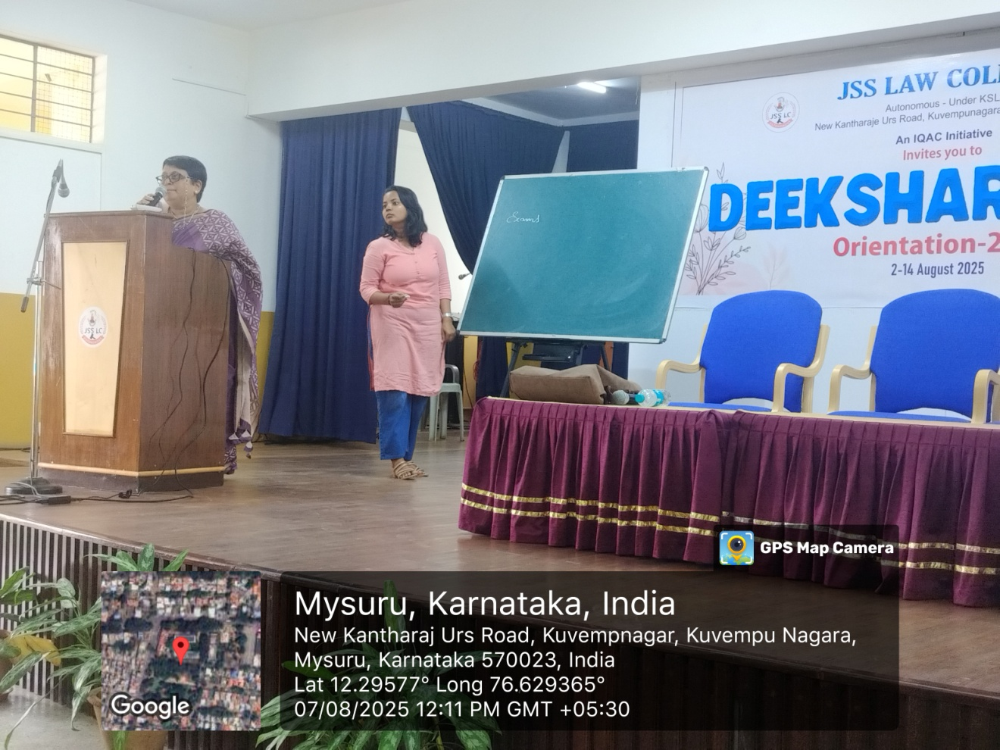 JSS LAW COL
Autonomous - Under KSL
New Kantharaje Urs Road, Kuvempunagara
An IQAC Initiative
Invites you to
DEEKSHAR
Orientation-2
2-14 August 2025
JSS LC
Exams
JSS LC
GPS Map Camera
Mysuru, Karnataka, India
New Kantharaj Urs Road, Kuvempnagar, Kuvempu Nagara,
Mysuru, Karnataka 570023, India
Lat 12.29577° Long 76.629365°
07/08/2025 12:11 PM GMT +05:30
Google